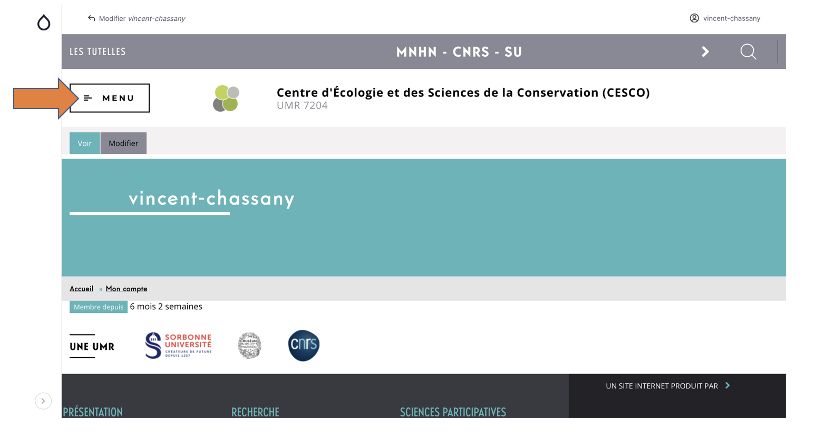 Modifier vincent-chassany
vincent-chassany
LES TUTELLES
MNHN - CNRS - SU
MENU
Centre d'Écologie et des Sciences de la Conservation (CESCO)
UMR 7204
Voir
Modifier
vincent-chassany
Accueil » Mon compte
Membre depuis 6 mois 2 semaines
UNE UMR
SORBONNE
UNIVERSITÉ
CRÉATEURS DE FUTURS
DEPUIS 1257
cnrs
UN SITE INTERNET PRODUIT PAR
PRÉSENTATION
RECHERCHE
SCIENCES PARTICIPATIVES